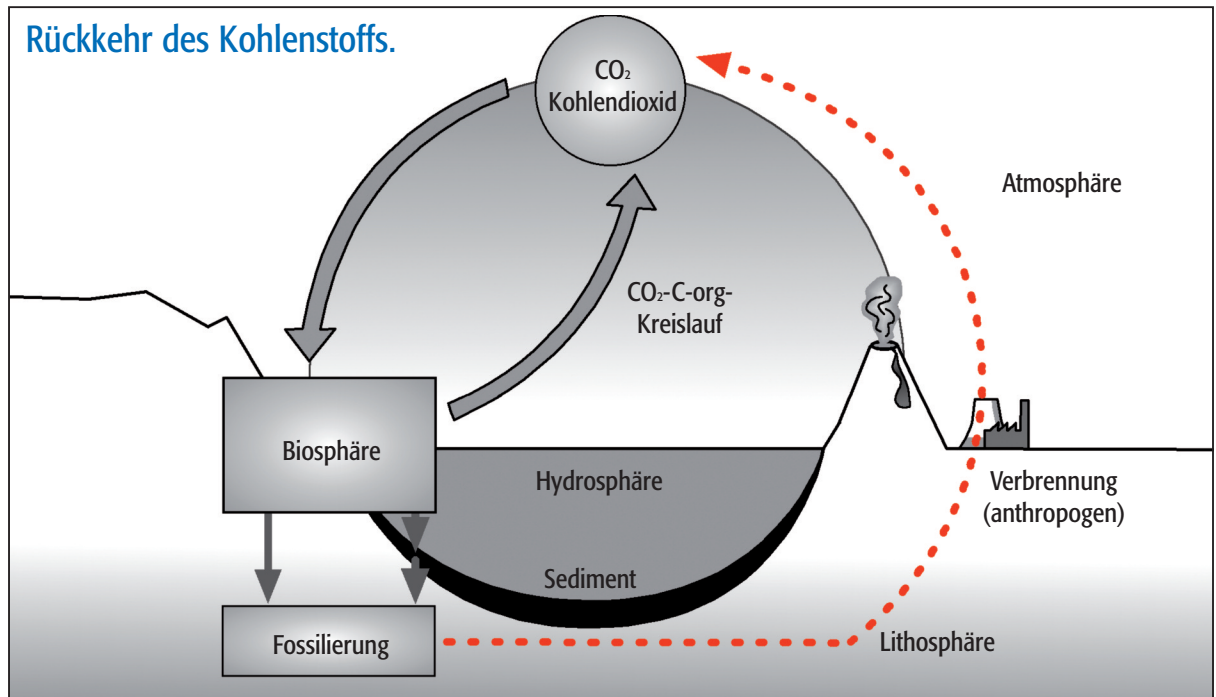 Rückkehr des Kohlenstoffs.
CO₂
Kohlendioxid
Atmosphäre
CO₂-C-org-
Kreislauf
Biosphäre
Hydrosphäre
Verbrennung
(anthropogen)
Sediment
Fossilierung
Lithosphäre